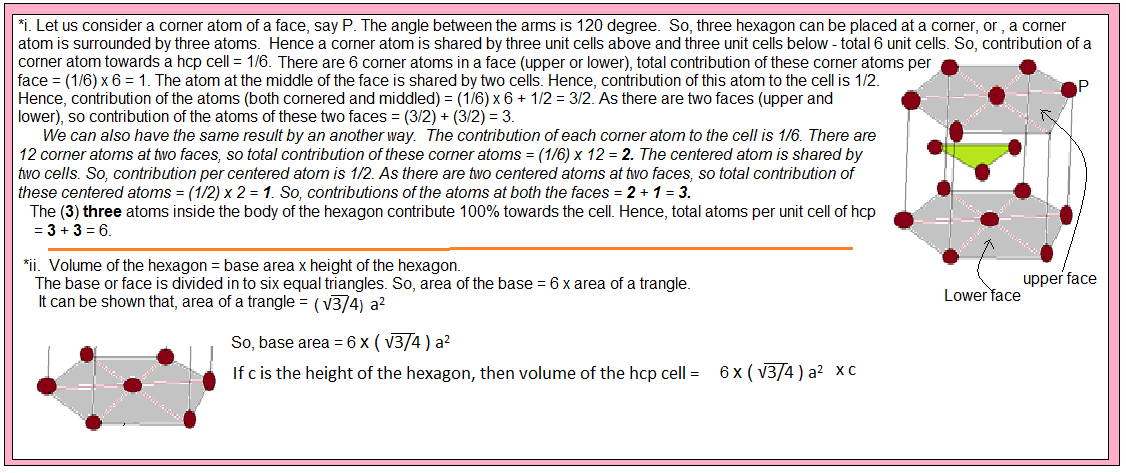 *i. Let us consider a corner atom of a face, say P. The angle between the arms is 120 degree.  So, three hexagon can be placed at a corner, or , a corner
atom is surrounded by three atoms.  Hence a corner atom is shared by three unit cells above and three unit cells below - total 6 unit cells. So, contribution of a
corner atom towards a hcp cell = 1/6. There are 6 corner atoms in a face (upper or lower), total contribution of these corner atoms per
face = (1/6) x 6 = 1. The atom at the middle of the face is shared by two cells. Hence, contribution of this atom to the cell is 1/2.
Hence, contribution of the atoms (both cornered and middled) = (1/6) x 6 + 1/2 = 3/2. As there are two faces (upper and
lower), so contribution of the atoms of these two faces = (3/2) + (3/2) = 3.
We can also have the same result by an another way.  The contribution of each corner atom to the cell is 1/6. There are
12 corner atoms at two faces, so total contribution of these corner atoms = (1/6) x 12 = 2. The centered atom is shared by
two cells. So, contribution per centered atom is 1/2. As there are two centered atoms at two faces, so total contribution of
these centered atoms = (1/2) x 2 = 1. So, contributions of the atoms at both the faces = 2 + 1 = 3.
The (3) three atoms inside the body of the hexagon contribute 100% towards the cell. Hence, total atoms per unit cell of hcp
= 3 + 3 = 6.
P
upper face
Lower face
*ii.  Volume of the hexagon = base area x height of the hexagon.
The base or face is divided in to six equal triangles. So, area of the base = 6 x area of a trangle.
It can be shown that, area of a trangle = (√3/4) a²
So, base area = 6 x (√3/4) a²
If c is the height of the hexagon, then volume of the hcp cell = 6 x (√3/4) a² x c